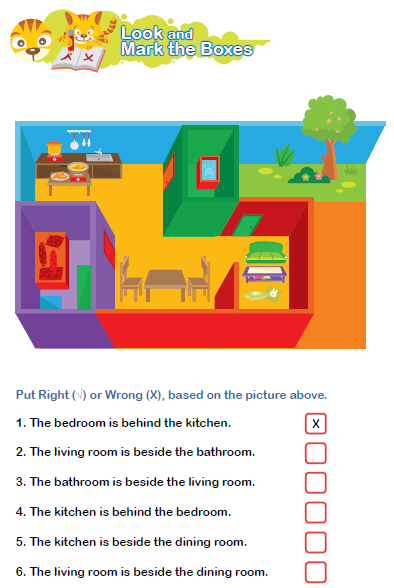 Look and
Mark the Boxes
Put Right (√) or Wrong (X), based on the picture above.
1. The bedroom is behind the kitchen. X
2. The living room is beside the bathroom.
3. The bathroom is beside the living room.
4. The kitchen is behind the bedroom.
5. The kitchen is beside the dining room.
6. The living room is beside the dining room.